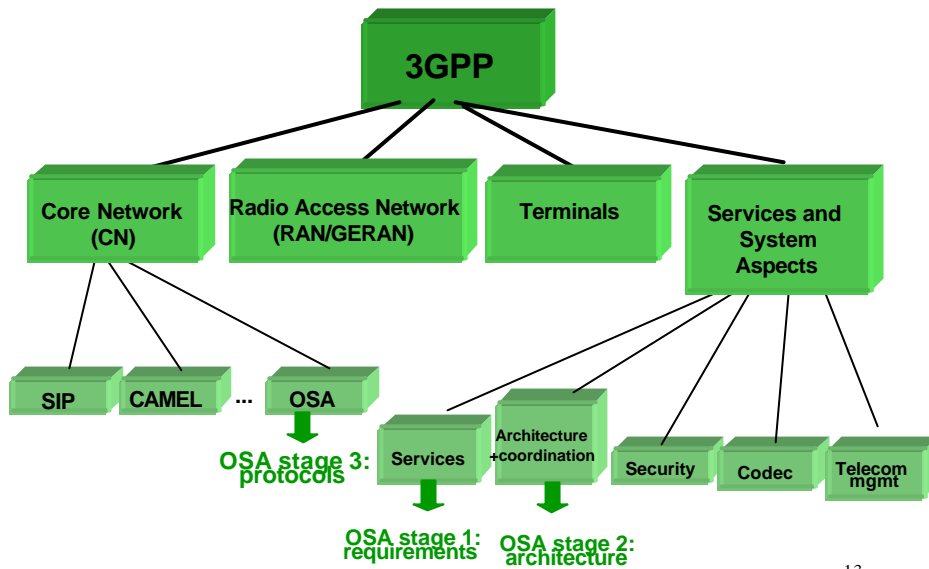 3GPP
Core Network
(CN)
Radio Access Network
(RAN/GERAN)
Terminals
Services and
System
Aspects
SIP
CAMEL
...
OSA
OSA stage 3:
protocols
Services
Architecture
+coordination
Security
Codec
Telecom
mgmt
OSA stage 1:
requirements
OSA stage 2:
architecture